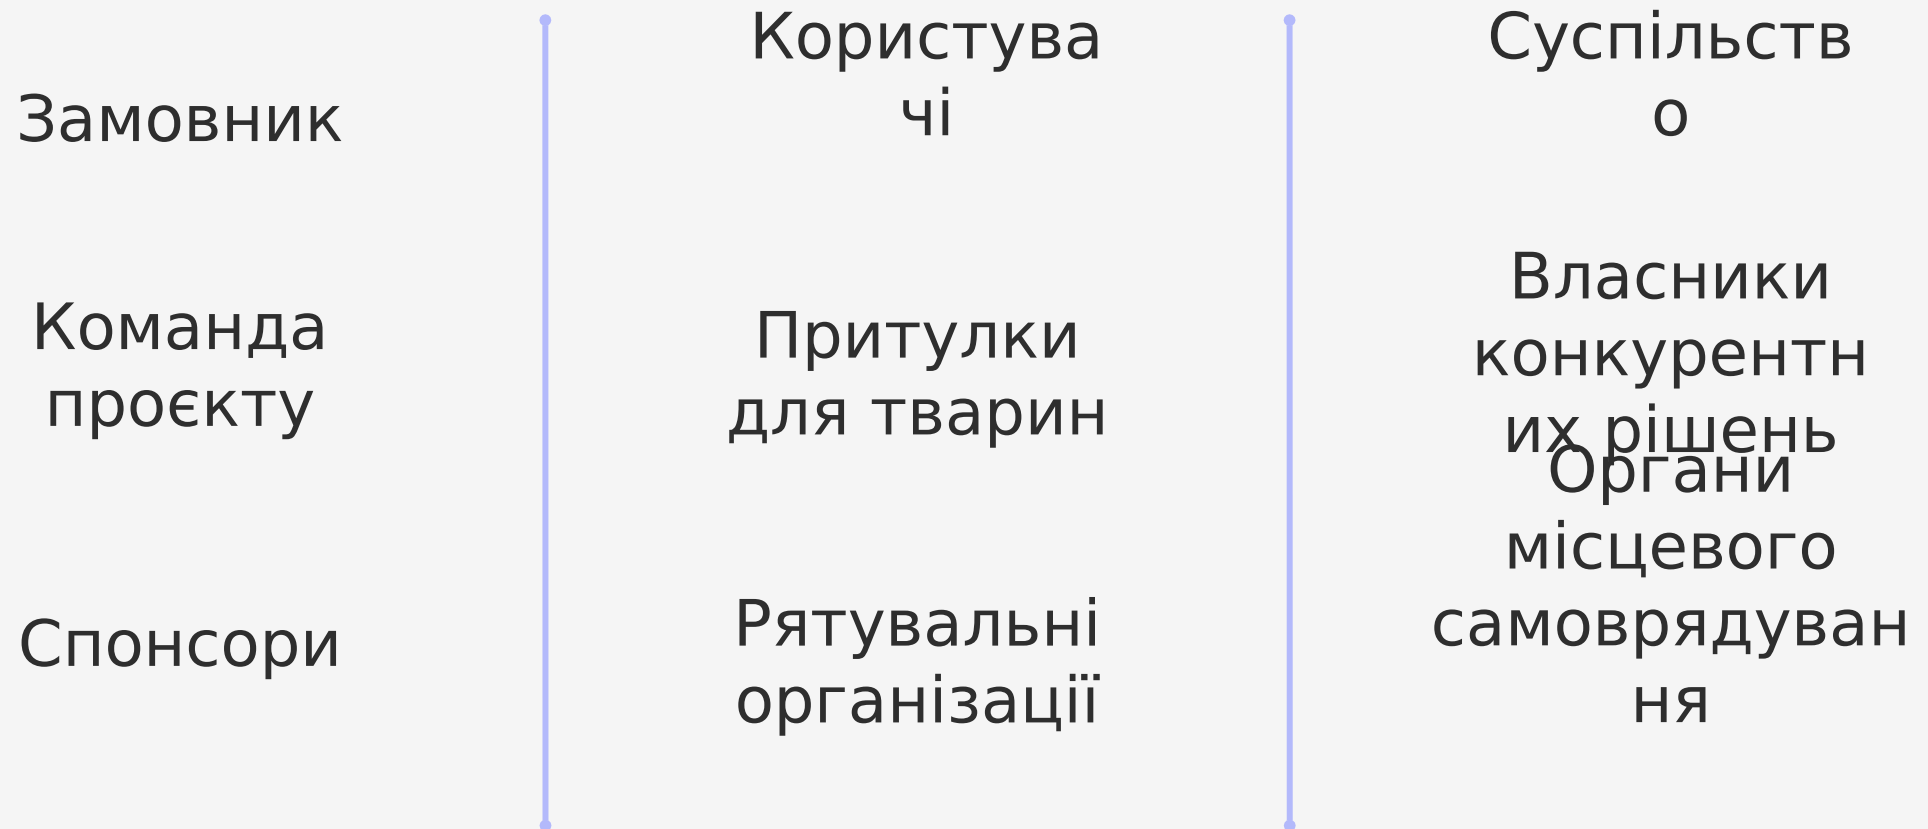 Замовник
Команда
проєкту
Спонсори
Користува
чі
Притулки
для тварин
Рятувальні
організації
Суспільств
о
Власники
конкурентн
их рішень
Органи
місцевого
самоврядуван
ня